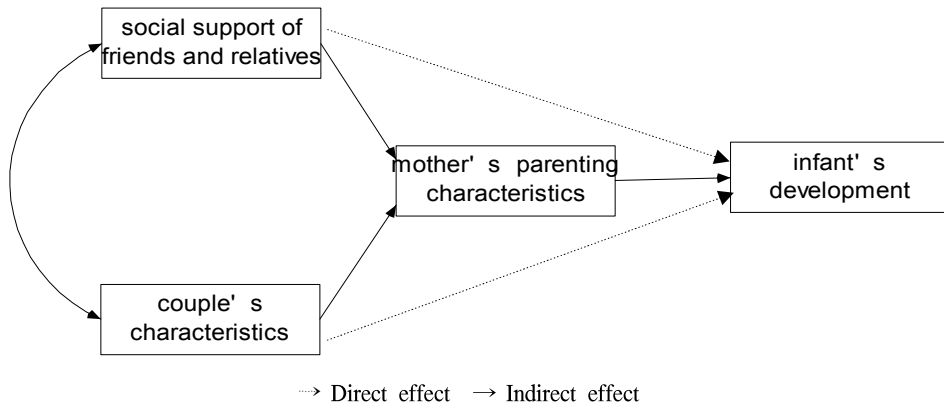 social support of
friends and relatives
mother' s parenting
characteristics
infant' s
development
couple' s
characteristics
Direct effect
Indirect effect